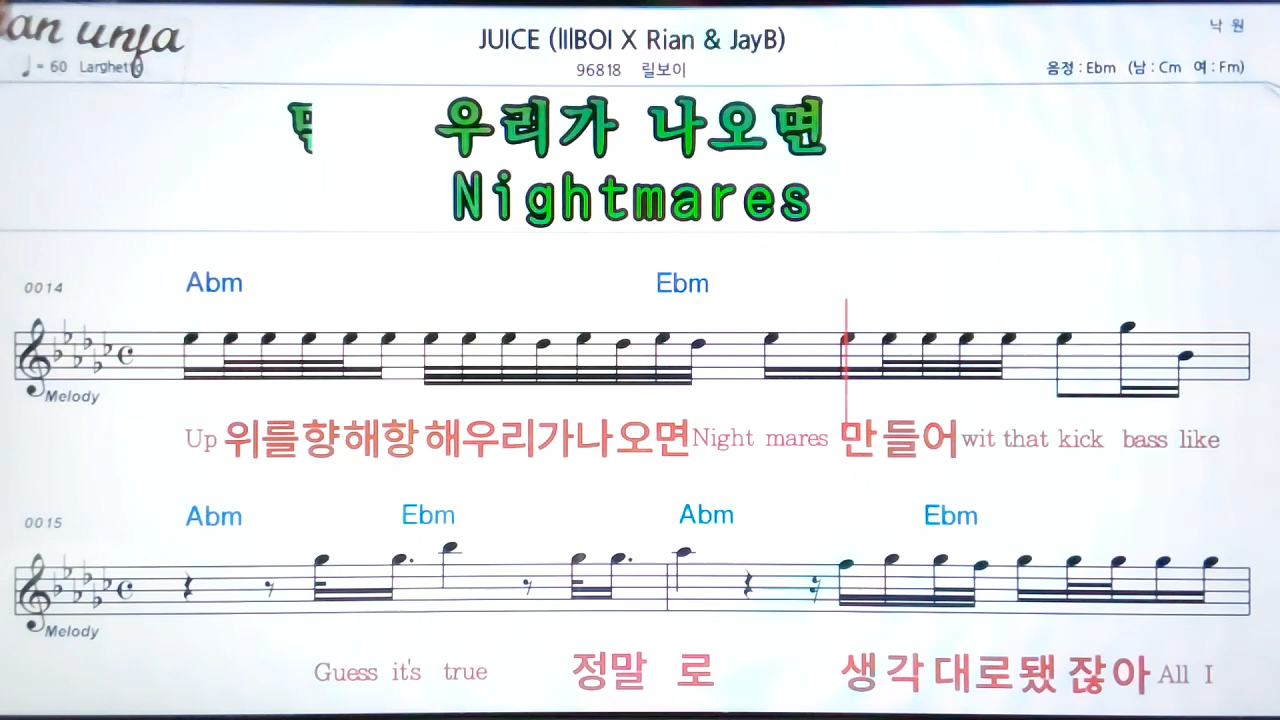 an unfa
낙 원
JUICE (lilBOI X Rian & JayB)
♩ = 60 Larghetto
96818 릴보이
음정 : Ebm (남 : Cm 여 : Fm)
우리가 나오면
Nightmares
0014 Abm Ebm
Melody
Up 위를향해항해우리가나오면Night mares 만들어wit that kick bass like
0015 Abm Ebm Abm Ebm
Melody
Guess it's true 정말 로 생각대로됐잖아 All I